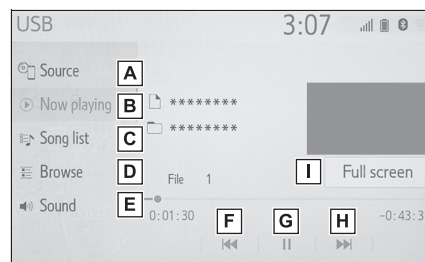 USB
3:07
Source A
Now playing B
********
Song list C
********
Browse D
File 1
I Full screen
Sound E
0:01:30
F G H
-0:43:3